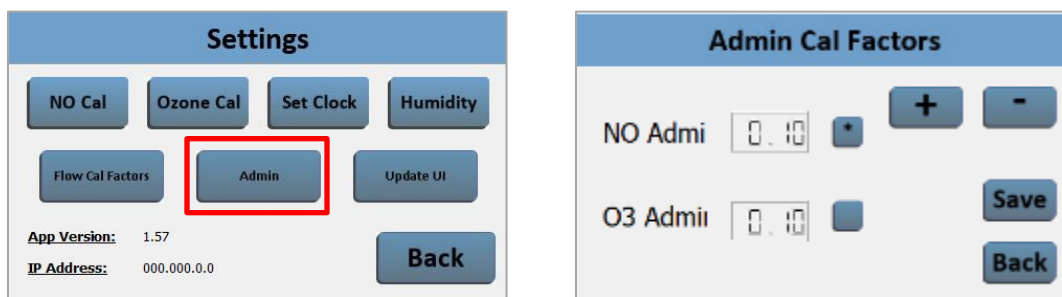 Settings
NO Cal Ozone Cal Set Clock Humidity
Flow Cal Factors Admin Update UI
App Version: 1.57
IP Address: 000.000.0.0
Back
Admin Cal Factors
+ -
NO Admi 0.10 *
O3 Admi 0.10
Save
Back